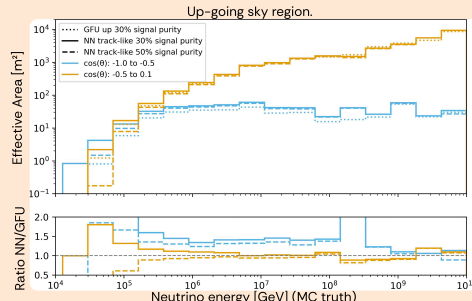 Up-going sky region.
GFU up 30% signal purity
NN track-like 30% signal purity
NN track-like 50% signal purity
cos(θ): -1.0 to -0.5
cos(θ): -0.5 to 0.1
Effective Area [m²]
10⁴
10³
10²
10¹
10⁰
10⁻¹
Ratio NN/GFU
2.0
1.5
1.0
0.5
10⁴ 10⁵ 10⁶ 10⁷ 10⁸ 10⁹
Neutrino energy [GeV] (MC truth)